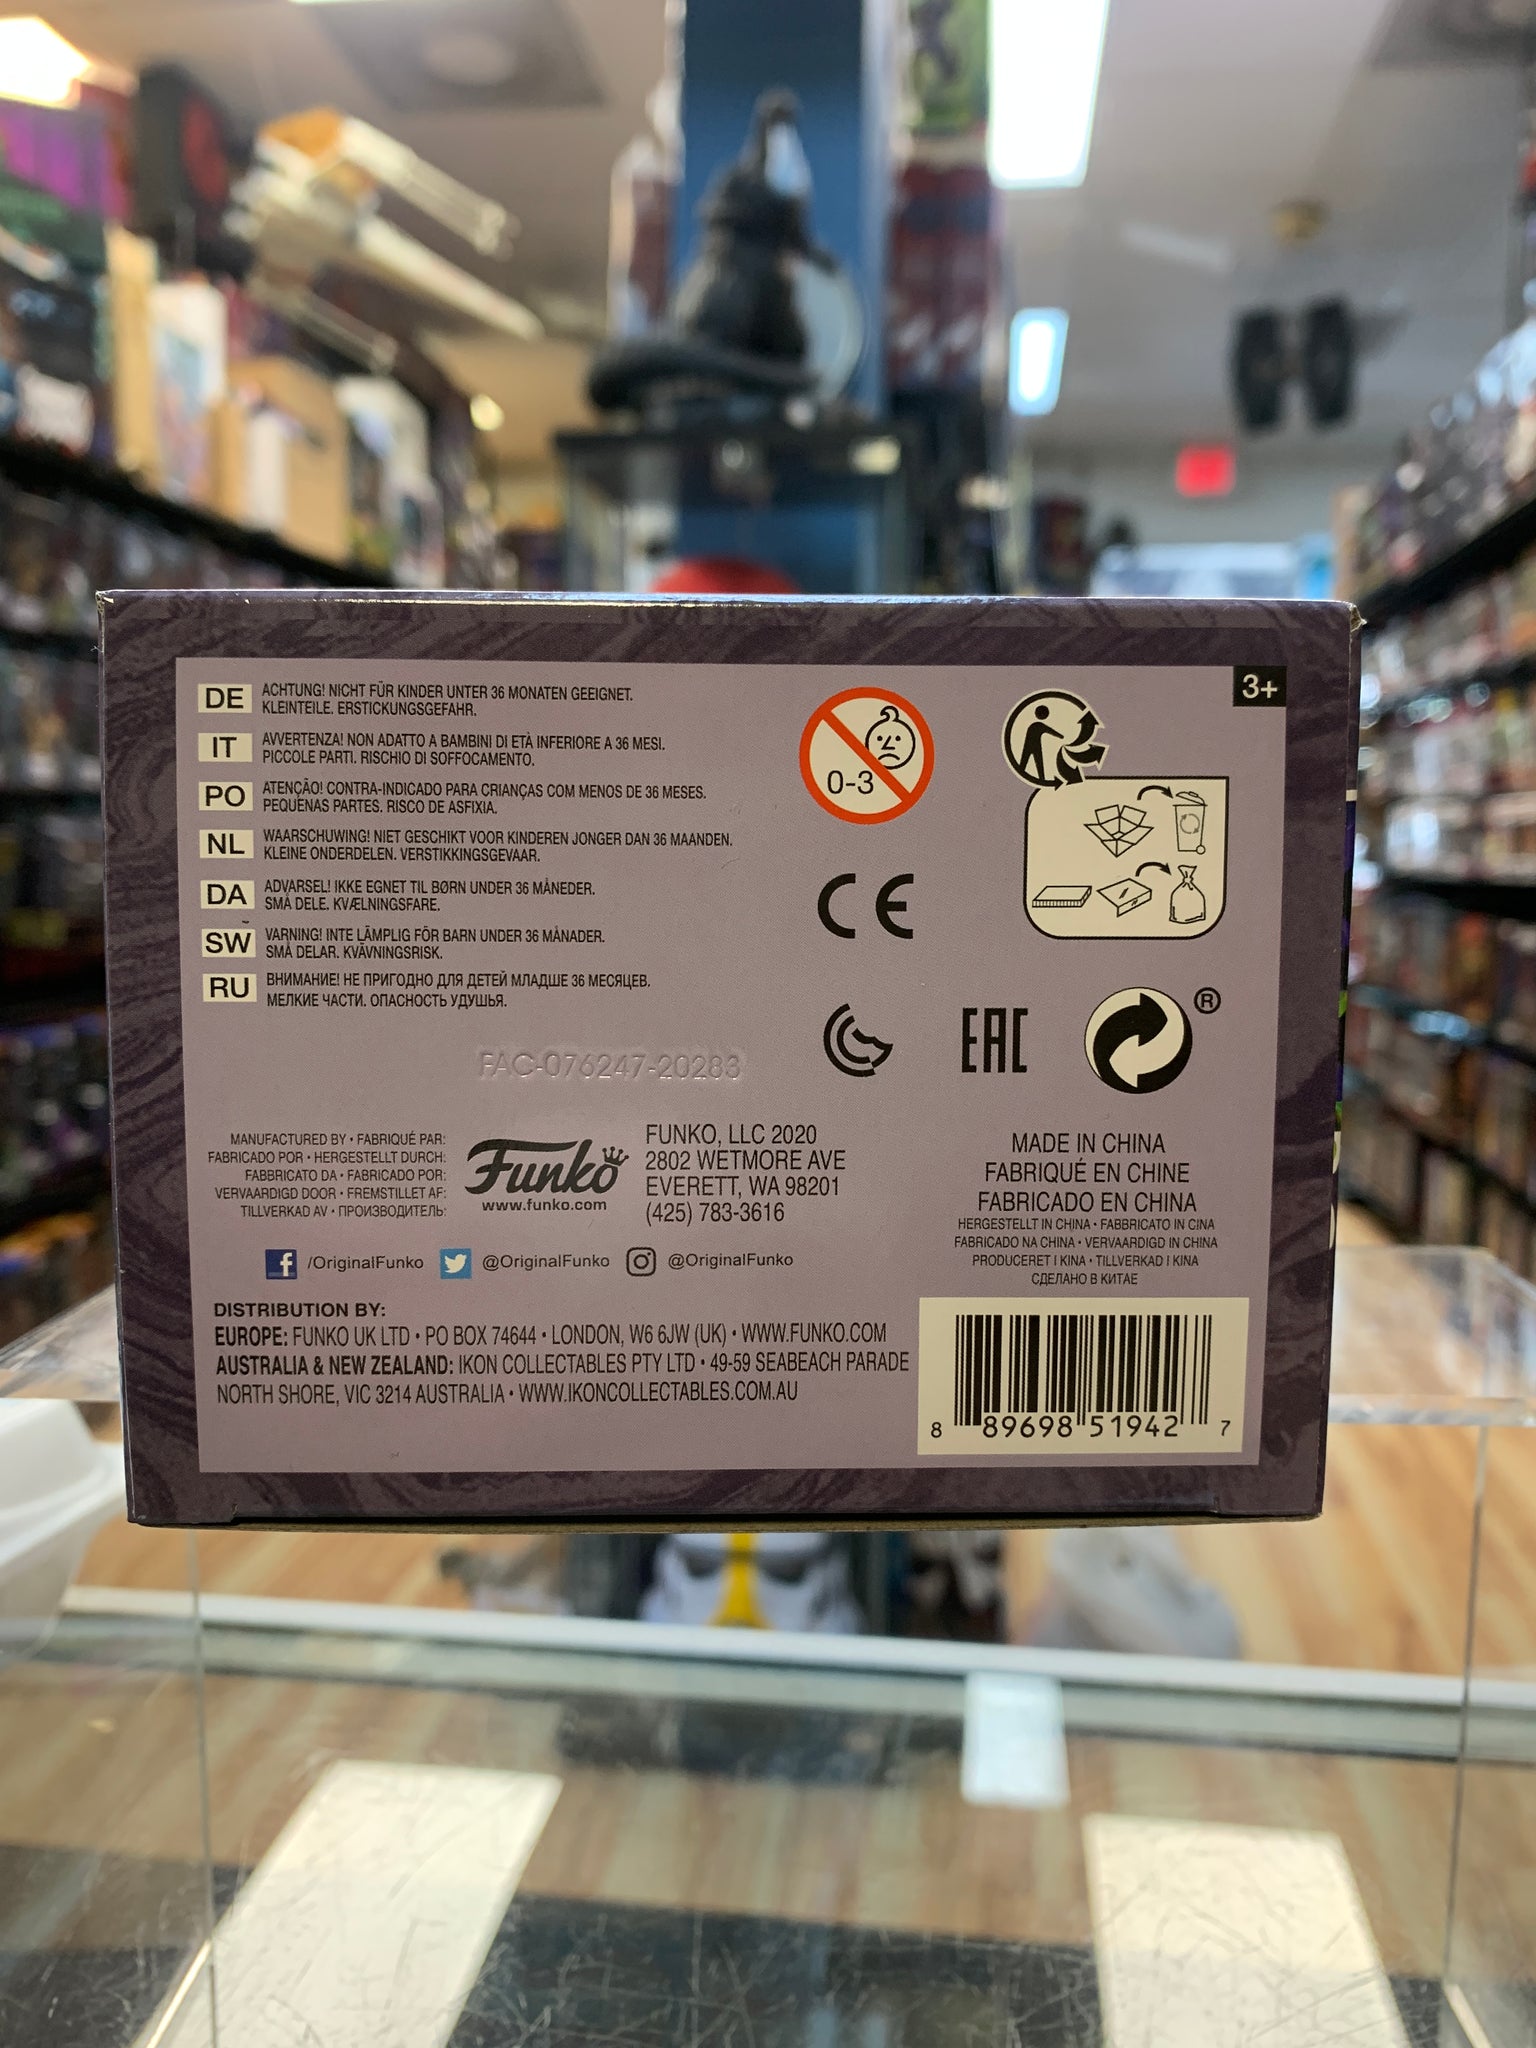 DE
ACHTUNG! NICHT FÜR KINDER UNTER 36 MONATEN GEEIGNET.
KLEINTEILE. ERSTICKUNGSGEFAHR.
IT
AVVERTENZA! NON ADATTO A BAMBINI DI ETÀ INFERIORE A 36 MESI.
PICCOLE PARTI. RISCHIO DI SOFFOCAMENTO.
PO
ATENÇÃO! CONTRA-INDICADO PARA CRIANÇAS COM MENOS DE 36 MESES.
PEQUENAS PARTES. RISCO DE ASFIXIA.
NL
WAARSCHUWING! NIET GESCHIKT VOOR KINDEREN JONGER DAN 36 MAANDEN.
KLEINE ONDERDELEN. VERSTIKKINGSGEVAAR.
DA
ADVARSEL! IKKE EGNET TIL BØRN UNDER 36 MÅNEDER.
SMÅ DELE. KVÆLNINGSFARE.
SW
VARNING! INTE LÄMPLIG FÖR BARN UNDER 36 MÅNADER.
SMÅ DELAR. KVÄVNINGSRISK.
RU
ВНИМАНИЕ! НЕ ПРИГОДНО ДЛЯ ДЕТЕЙ МЛАДШЕ 36 МЕСЯЦЕВ.
МЕЛКИЕ ЧАСТИ. ОПАСНОСТЬ УДУШЬЯ.
0-3
3+
CE
EAC
®
FAC-076247-20283
MANUFACTURED BY • FABRIQUÉ PAR:
FABRICADO POR • HERGESTELLT DURCH:
FABBRICATO DA • FABRICADO POR:
VERVAARDIGD DOOR • FREMSTILLET AF:
TILLVERKAD AV • ПРОИЗВОДИТЕЛЬ:
Funko
www.funko.com
FUNKO, LLC 2020
2802 WETMORE AVE
EVERETT, WA 98201
(425) 783-3616
MADE IN CHINA
FABRIQUÉ EN CHINE
FABRICADO EN CHINA
HERGESTELLT IN CHINA • FABBRICATO IN CINA
FABRICADO NA CHINA • VERVAARDIGD IN CHINA
PRODUCERET I KINA • TILLVERKAD I KINA
СДЕЛАНО В КИТАЕ
f /OriginalFunko @OriginalFunko @OriginalFunko
DISTRIBUTION BY:
EUROPE: FUNKO UK LTD • PO BOX 74644 • LONDON, W6 6JW (UK) • WWW.FUNKO.COM
AUSTRALIA & NEW ZEALAND: IKON COLLECTABLES PTY LTD • 49-59 SEABEACH PARADE
NORTH SHORE, VIC 3214 AUSTRALIA • WWW.IKONCOLLECTABLES.COM.AU
8 89698 51942 7